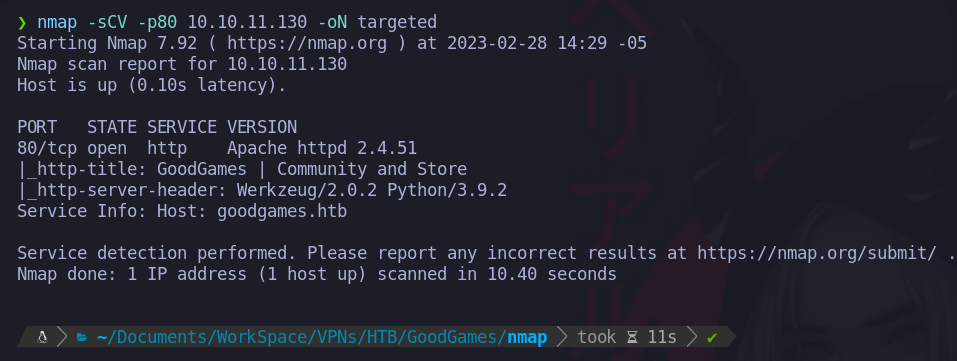 ❯ nmap -sCV -p80 10.10.11.130 -oN targeted
Starting Nmap 7.92 ( https://nmap.org ) at 2023-02-28 14:29 -05
Nmap scan report for 10.10.11.130
Host is up (0.10s latency).
PORT   STATE SERVICE VERSION
80/tcp open  http    Apache httpd 2.4.51
|_http-title: GoodGames | Community and Store
|_http-server-header: Werkzeug/2.0.2 Python/3.9.2
Service Info: Host: goodgames.htb
Service detection performed. Please report any incorrect results at https://nmap.org/submit/ .
Nmap done: 1 IP address (1 host up) scanned in 10.40 seconds
~/Documents/WorkSpace/VPNs/HTB/GoodGames/nmap took ⌛ 11s ✔